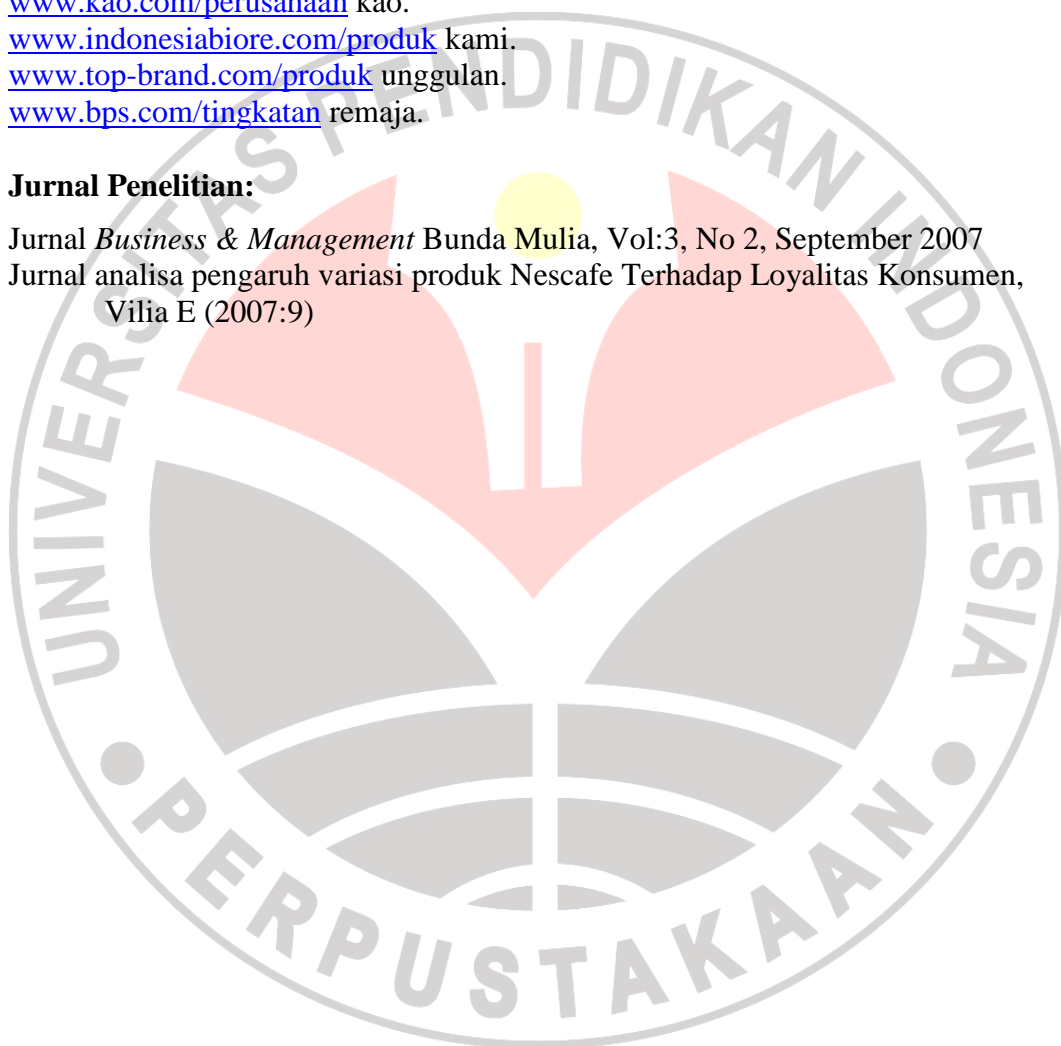 www.kao.com/perusahaan kao.
www.indonesiabiore.com/produk kami.
www.top-brand.com/produk unggulan.
www.bps.com/tingkatan remaja.
Jurnal Penelitian:
Jurnal Business & Management Bunda Mulia, Vol:3, No 2, September 2007
Jurnal analisa pengaruh variasi produk Nescafe Terhadap Loyalitas Konsumen,
Vilia E (2007:9)
UNIVERSITAS PENDIDIKAN INDONESIA
PERPUSTAKAAN